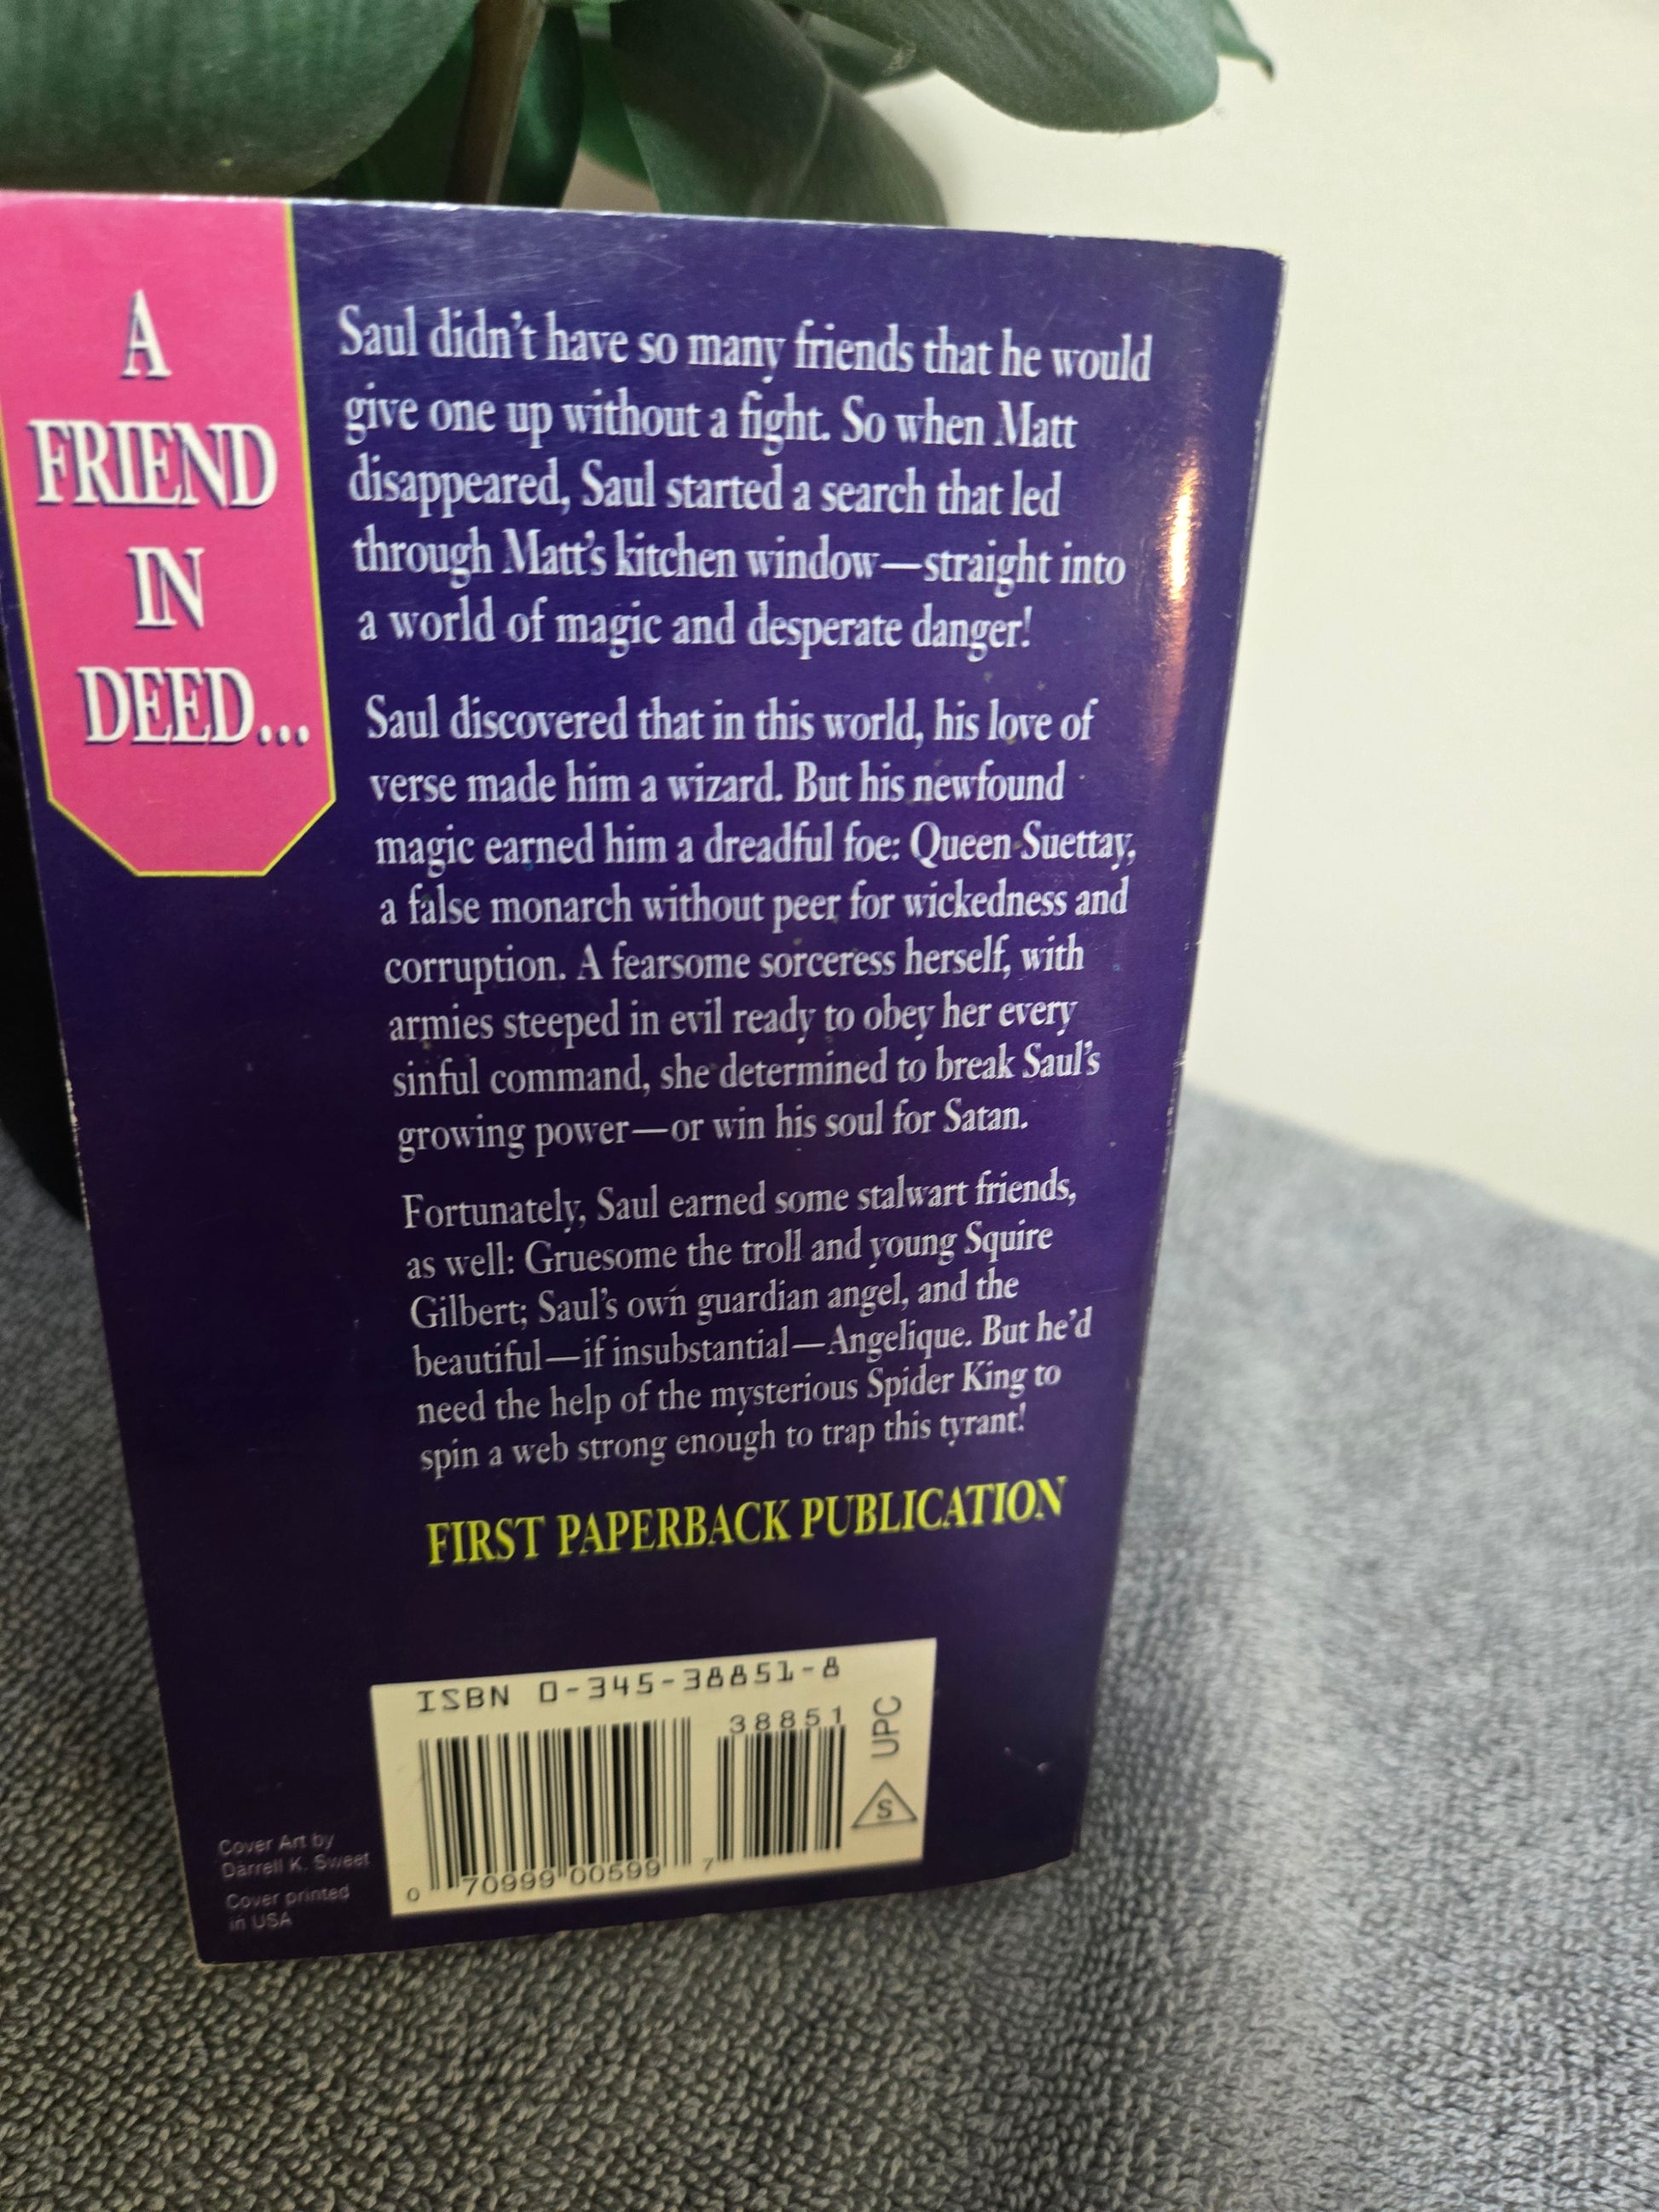 A
FRIEND
IN
DEED...
Saul didn't have so many friends that he would
give one up without a fight. So when Matt
disappeared, Saul started a search that led
through Matt's kitchen window—straight into
a world of magic and desperate danger!
Saul discovered that in this world, his love of
verse made him a wizard. But his newfound
magic earned him a dreadful foe: Queen Suettay,
a false monarch without peer for wickedness and
corruption. A fearsome sorceress herself, with
armies steeped in evil ready to obey her every
sinful command, she determined to break Saul's
growing power—or win his soul for Satan.
Fortunately, Saul earned some stalwart friends,
as well: Gruesome the troll and young Squire
Gilbert; Saul's own guardian angel, and the
beautiful—if insubstantial—Angelique. But he'd
need the help of the mysterious Spider King to
spin a web strong enough to trap this tyrant!
FIRST PAPERBACK PUBLICATION
ISBN 0-345-38851-8
38851
UPC
S
0 70999 00599 7
Cover Art by
Darrell K. Sweet
Cover printed
in USA